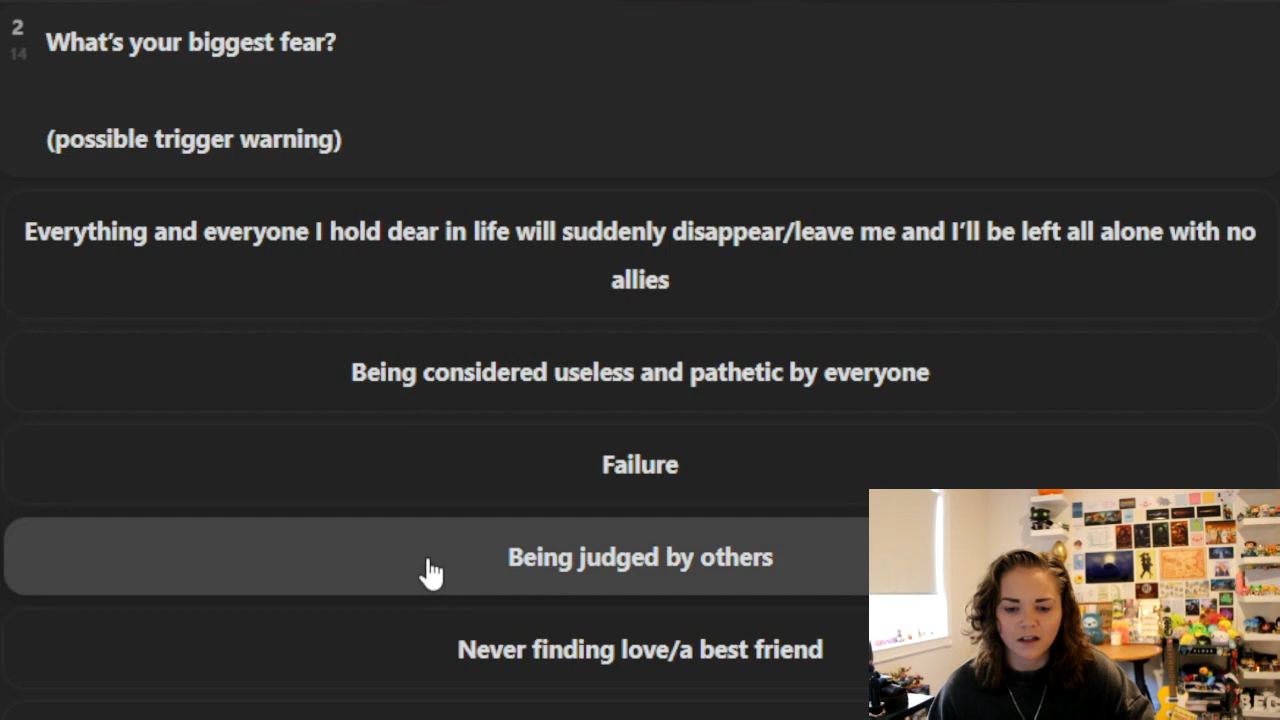 2
14
What's your biggest fear?
(possible trigger warning)
Everything and everyone I hold dear in life will suddenly disappear/leave me and I'll be left all alone with no
allies
Being considered useless and pathetic by everyone
Failure
Being judged by others
Never finding love/a best friend